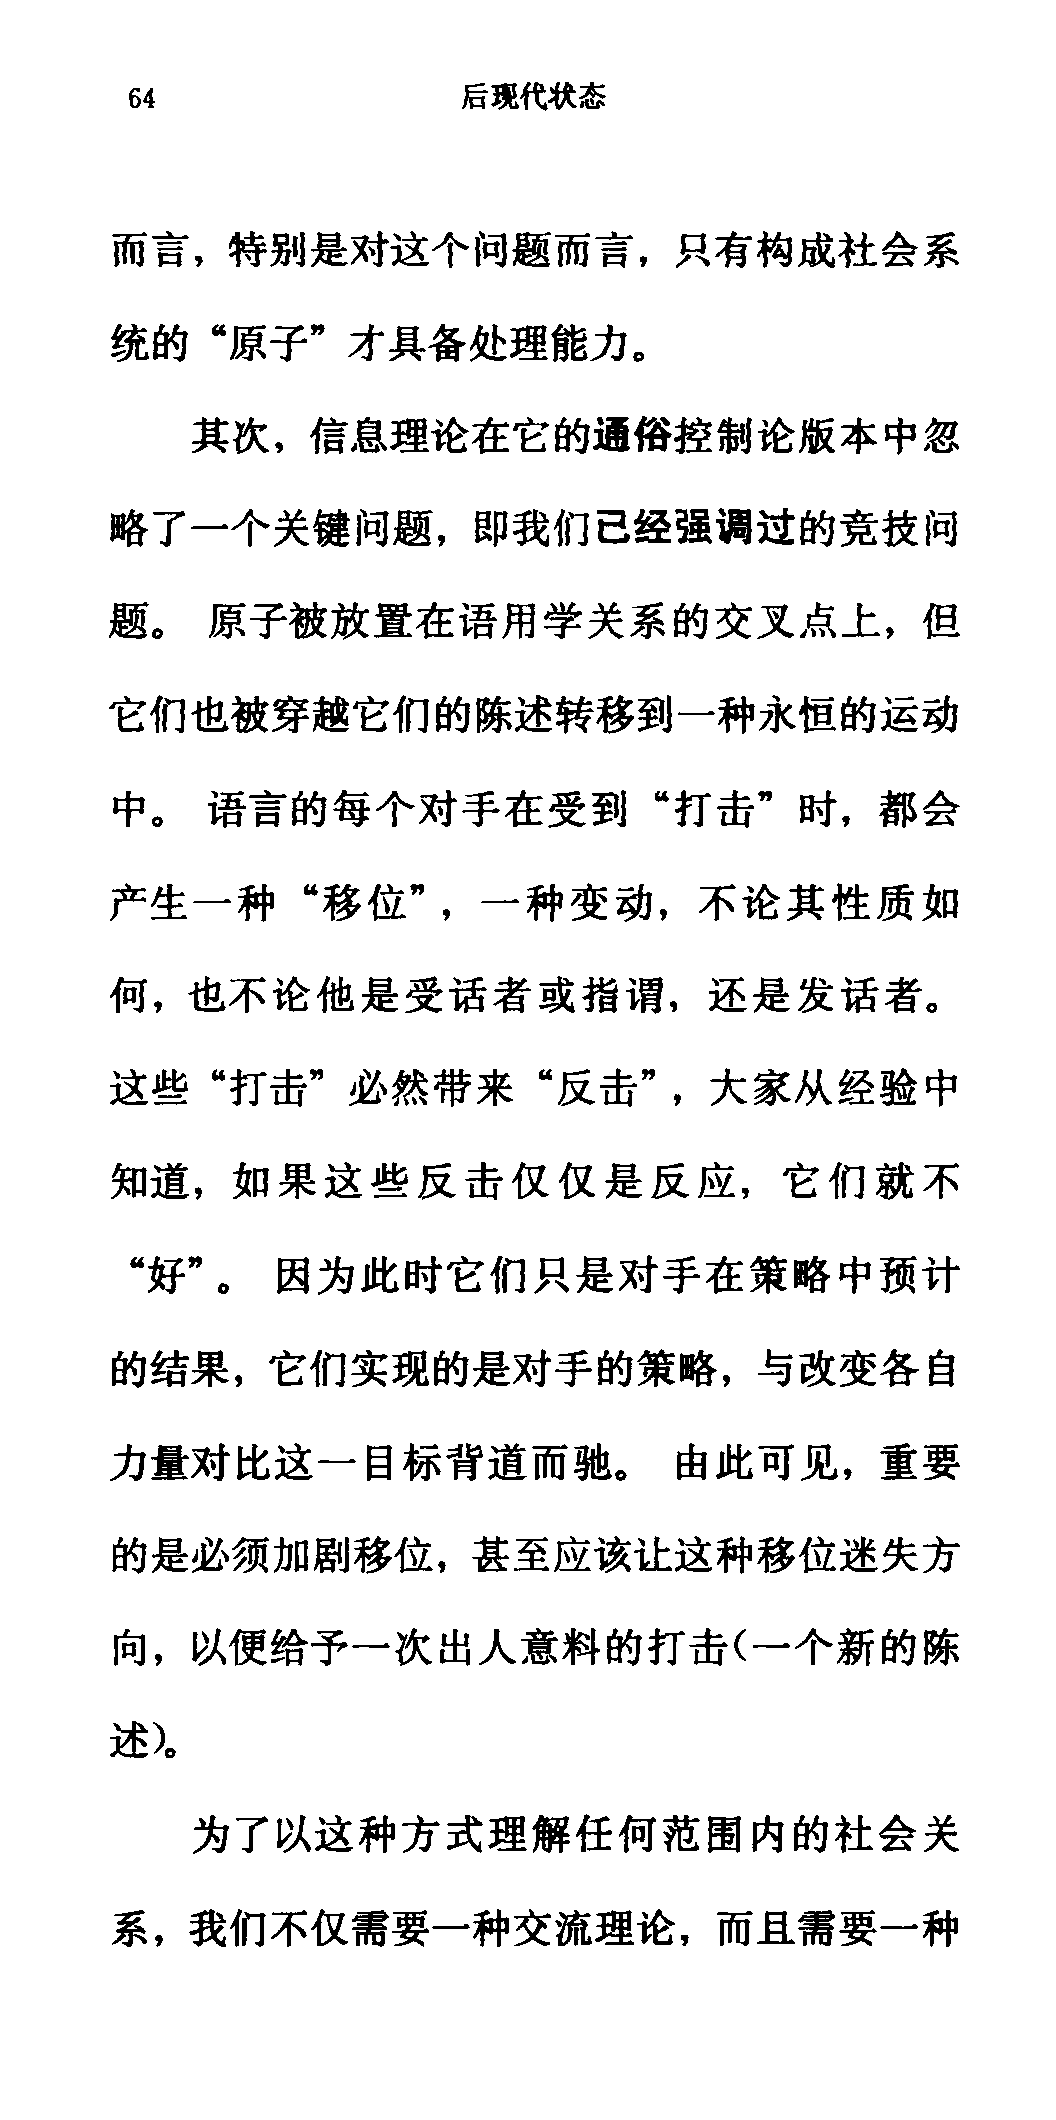 64 后现代状态
而言，特别是对这个问题而言，只有构成社会系
统的“原子”才具备处理能力。
其次，信息理论在它的通俗控制论版本中忽
略了一个关键问题，即我们已经强调过的竞技问
题。 原子被放置在语用学关系的交叉点上，但
它们也被穿越它们的陈述转移到一种永恒的运动
中。 语言的每个对手在受到“打击”时，都会
产生一种“移位”，一种变动，不论其性质如
何，也不论他是受话者或指谓，还是发话者。
这些“打击”必然带来“反击”，大家从经验中
知道，如果这些反击仅仅是反应，它们就不
“好”。 因为此时它们只是对手在策略中预计
的结果，它们实现的是对手的策略，与改变各自
力量对比这一目标背道而驰。 由此可见，重要
的是必须加剧移位，甚至应该让这种移位迷失方
向，以便给予一次出人意料的打击(一个新的陈
述)。
为了以这种方式理解任何范围内的社会关
系，我们不仅需要一种交流理论，而且需要一种